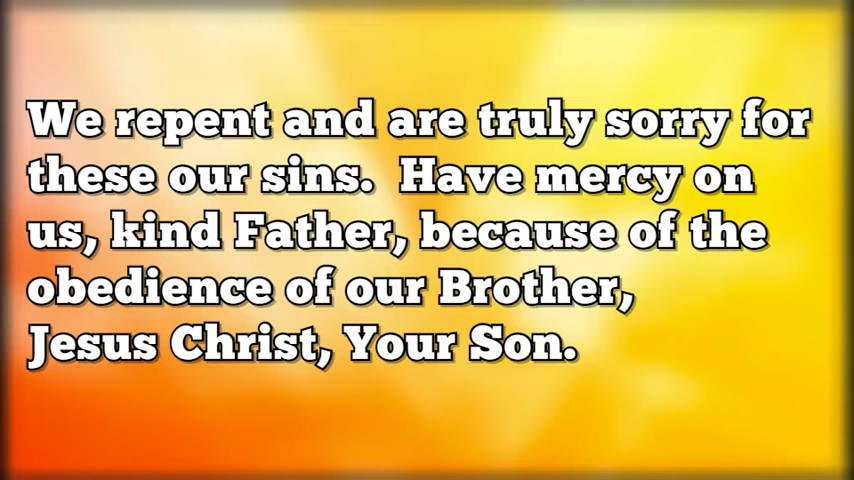 We repent and are truly sorry for
these our sins.  Have mercy on
us, kind Father, because of the
obedience of our Brother,
Jesus Christ, Your Son.